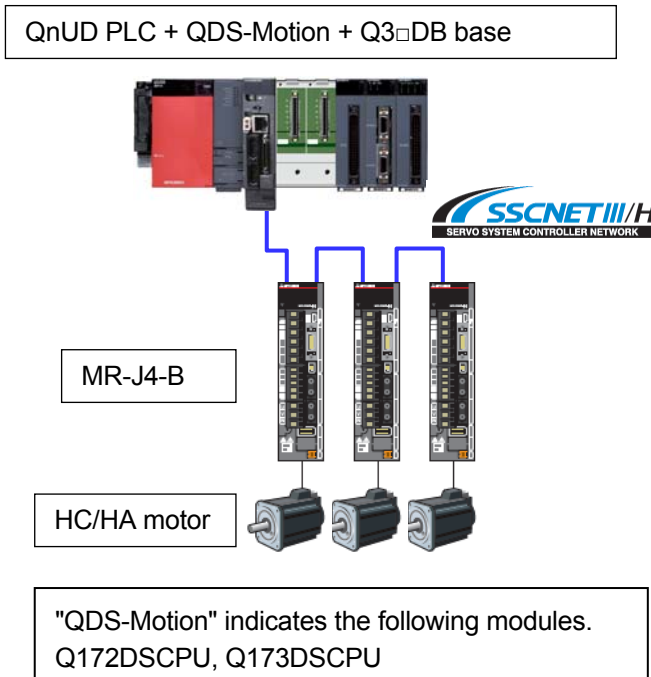 QnUD PLC + QDS-Motion + Q3□DB base
SSCNETIII/H
SERVO SYSTEM CONTROLLER NETWORK
MR-J4-B
HC/HA motor
"QDS-Motion" indicates the following modules.
Q172DSCPU, Q173DSCPU